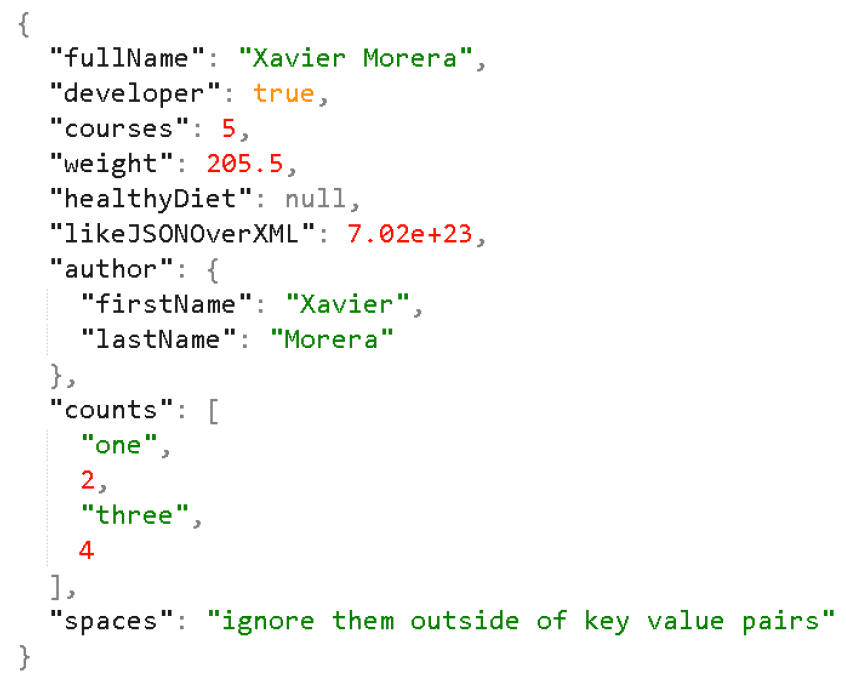 {
  "fullName": "Xavier Morera",
  "developer": true,
  "courses": 5,
  "weight": 205.5,
  "healthyDiet": null,
  "likeJSONOverXML": 7.02e+23,
  "author": {
    "firstName": "Xavier",
    "lastName": "Morera"
  },
  "counts": [
    "one",
    2,
    "three",
    4
  ],
  "spaces": "ignore them outside of key value pairs"
}